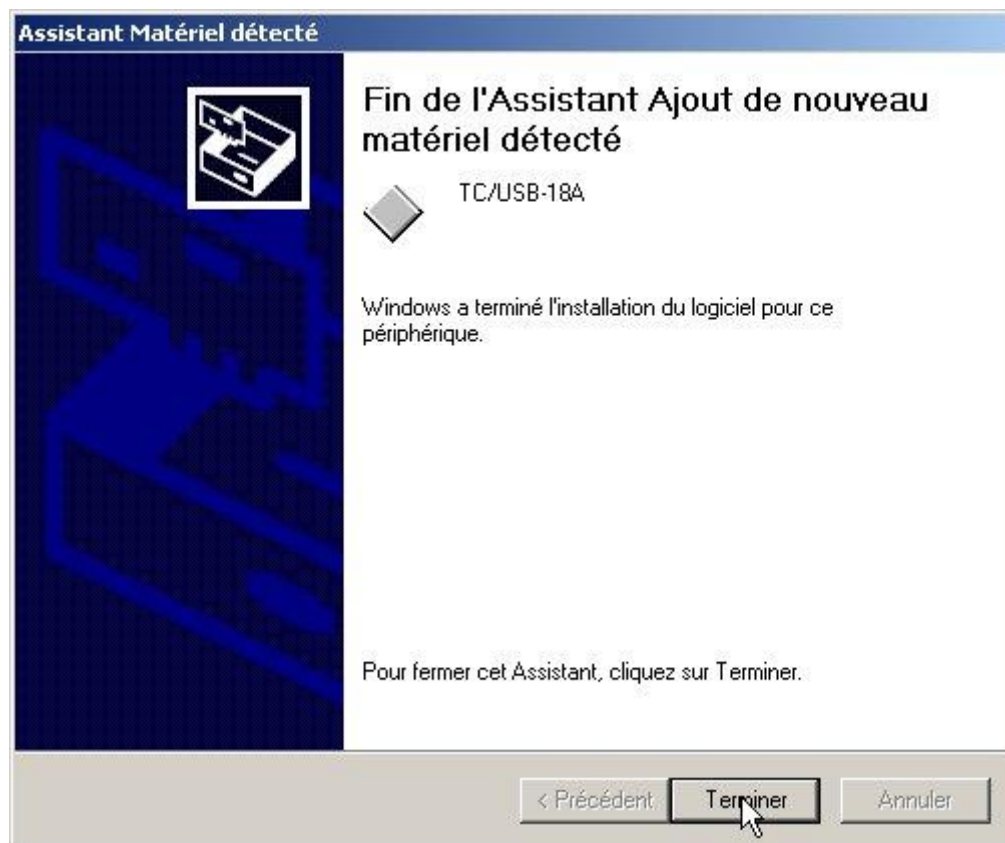 Assistant Matériel détecté
Fin de l'Assistant Ajout de nouveau
matériel détecté
TC/USB-18A
Windows a terminé l'installation du logiciel pour ce
périphérique.
Pour fermer cet Assistant, cliquez sur Terminer.
< Précédent
Terminer
Annuler